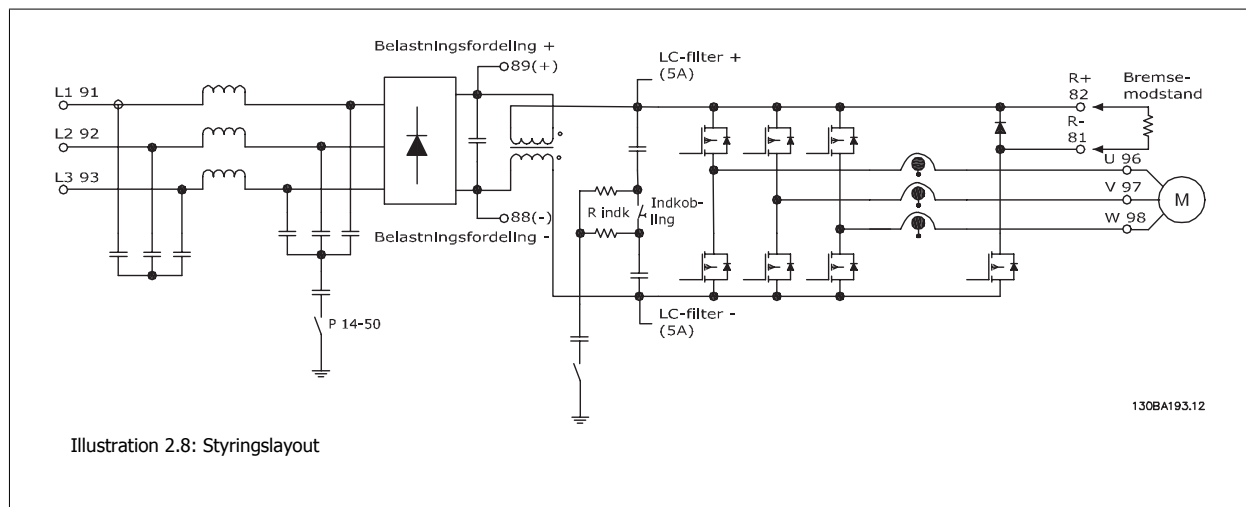 Belastningsfordeling +
89(+)
LC-filter +
(5A)
L1 91
L2 92
L3 93
R+
82
Bremse-
modstand
R-
81
U 96
V 97
W 98
M
R indk
Indkob-
ling
88(-)
Belastningsfordeling -
LC-filter -
(5A)
P 14-50
130BA193.12
Illustration 2.8: Styringslayout